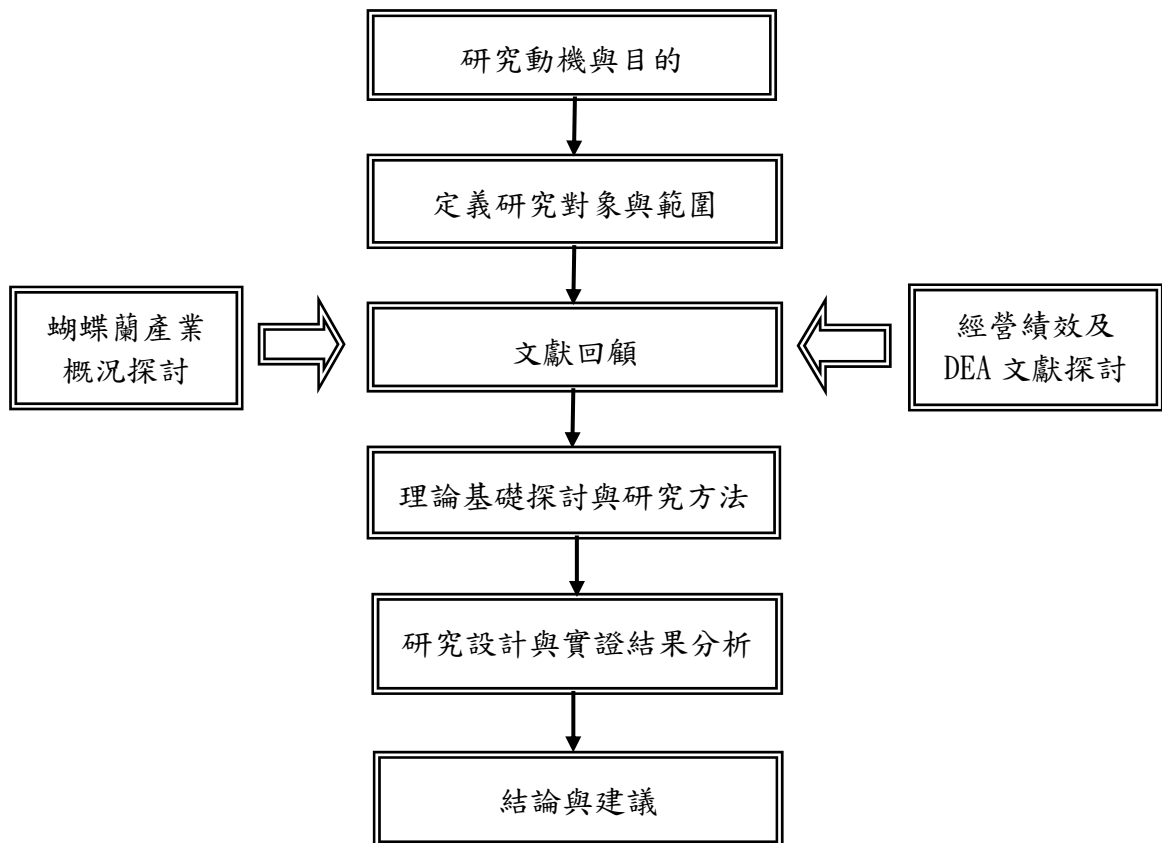 研究動機與目的
定義研究對象與範圍
蝴蝶蘭產業
概況探討
文獻回顧
經營績效及
DEA 文獻探討
理論基礎探討與研究方法
研究設計與實證結果分析
結論與建議